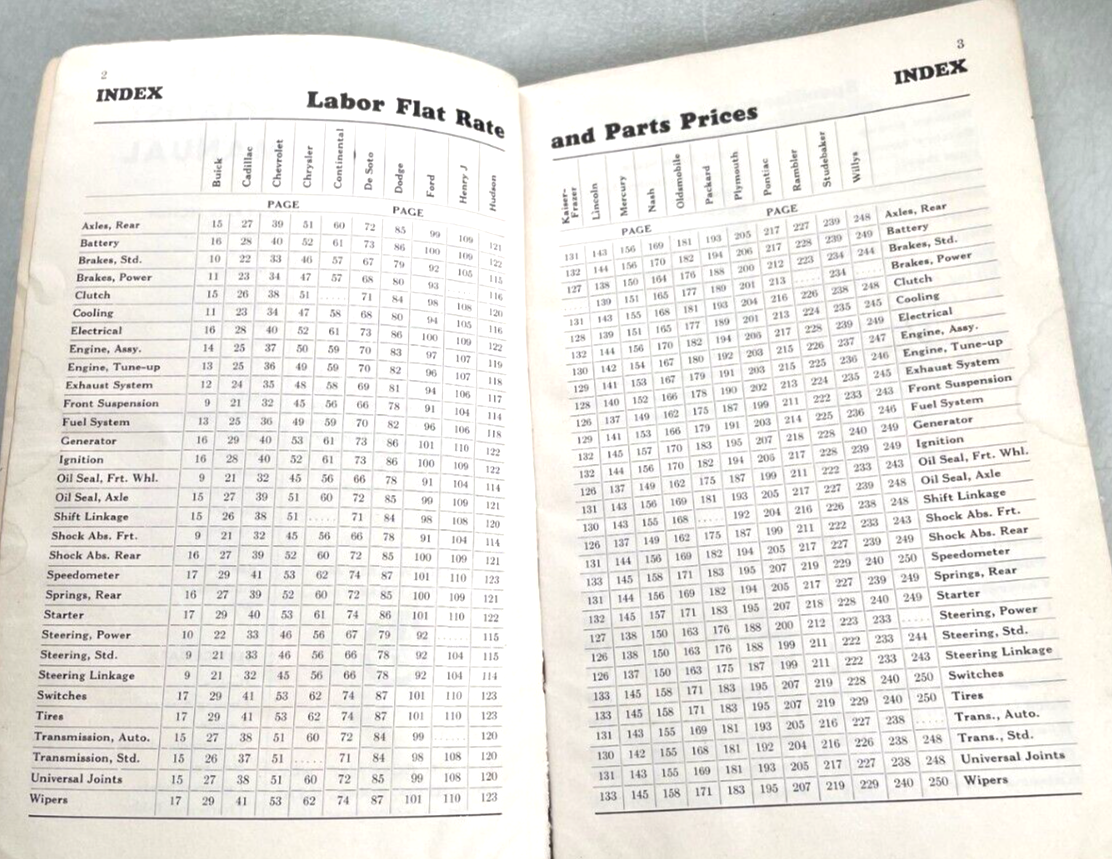 2
INDEX
Labor Flat Rate
Buick Cadillac Chevrolet Chrysler Continental De Soto Dodge Ford Henry J Hudson
PAGE PAGE
Axles, Rear 15 27 39 51 60 72 85 99 109 121
Battery 16 28 40 52 61 73 86 100 109 122
Brakes, Std. 10 22 33 46 57 67 79 92 105 115
Brakes, Power 11 23 34 47 57 68 80 93 ..... 116
Clutch 15 26 38 51 ..... 71 84 98 108 120
Cooling 11 23 34 47 58 68 80 94 105 116
Electrical 16 28 40 52 61 73 86 100 109 122
Engine, Assy. 14 25 37 50 59 70 83 97 107 119
Engine, Tune-up 13 25 36 49 59 70 82 96 107 118
Exhaust System 12 24 35 48 58 69 81 94 106 117
Front Suspension 9 21 32 45 56 66 78 91 104 114
Fuel System 13 25 36 49 59 70 82 96 106 118
Generator 16 29 40 53 61 73 86 101 110 122
Ignition 16 28 40 52 61 73 86 100 109 122
Oil Seal, Frt. Whl. 9 21 32 45 56 66 78 91 104 114
Oil Seal, Axle 15 27 39 51 60 72 85 99 109 121
Shift Linkage 15 26 38 51 ..... 71 84 98 108 120
Shock Abs. Frt. 9 21 32 45 56 66 78 91 104 114
Shock Abs. Rear 16 27 39 52 60 72 85 100 109 121
Speedometer 17 29 41 53 62 74 87 101 110 123
Springs, Rear 16 27 39 52 60 72 85 100 109 121
Starter 17 29 40 53 61 74 86 101 110 122
Steering, Power 10 22 33 46 56 67 79 92 ..... 115
Steering, Std. 9 21 33 46 56 66 78 92 104 115
Steering Linkage 9 21 32 45 56 66 78 92 104 114
Switches 17 29 41 53 62 74 87 101 110 123
Tires 17 29 41 53 62 74 87 101 110 123
Transmission, Auto. 15 27 38 51 60 72 84 99 ..... 120
Transmission, Std. 15 26 37 51 ..... 71 84 98 108 120
Universal Joints 15 27 38 51 60 72 85 99 108 120
Wipers 17 29 41 53 62 74 87 101 110 123
3
INDEX
and Parts Prices
Kaiser-Frazer Lincoln Mercury Nash Oldsmobile Packard Plymouth Pontiac Rambler Studebaker Willys
PAGE PAGE
131 143 156 169 181 193 205 217 227 239 248 Axles, Rear
132 144 156 170 182 194 206 217 228 239 249 Battery
127 138 150 164 176 188 200 212 223 234 244 Brakes, Std.
..... 139 151 165 177 189 201 213 ..... 234 ..... Brakes, Power
131 143 155 168 181 193 204 216 226 238 248 Clutch
128 139 151 165 177 189 201 213 224 235 245 Cooling
132 144 156 170 182 194 206 217 228 239 249 Electrical
130 142 154 167 180 192 203 215 226 237 247 Engine, Assy.
129 141 153 167 179 191 203 215 225 236 246 Engine, Tune-up
128 140 152 166 178 190 202 213 224 235 245 Exhaust System
126 137 149 162 175 187 199 211 222 233 243 Front Suspension
129 141 153 166 179 191 203 214 225 236 246 Fuel System
132 145 157 170 183 195 207 218 228 240 249 Generator
132 144 156 170 182 194 206 217 228 239 249 Ignition
126 137 149 162 175 187 199 211 222 233 243 Oil Seal, Frt. Whl.
131 143 156 169 181 193 205 217 227 239 248 Oil Seal, Axle
130 143 155 168 ..... 192 204 216 226 238 248 Shift Linkage
126 137 149 162 175 187 199 211 222 233 243 Shock Abs. Frt.
131 144 156 169 182 194 205 217 227 239 249 Shock Abs. Rear
133 145 158 171 183 195 207 219 229 240 250 Speedometer
131 144 156 169 182 194 205 217 227 239 249 Springs, Rear
132 145 157 171 183 195 207 218 228 240 249 Starter
127 138 150 163 176 188 200 212 223 233 ..... Steering, Power
126 138 150 163 176 188 199 211 222 233 244 Steering, Std.
126 137 150 163 175 187 199 211 222 233 243 Steering Linkage
133 145 158 171 183 195 207 219 228 240 250 Switches
133 145 158 171 183 195 207 219 229 240 250 Tires
131 143 155 169 181 193 205 216 227 238 ..... Trans., Auto.
130 142 155 168 181 192 204 216 226 238 248 Trans., Std.
131 143 155 169 181 193 205 217 227 238 248 Universal Joints
133 145 158 171 183 195 207 219 229 240 250 Wipers